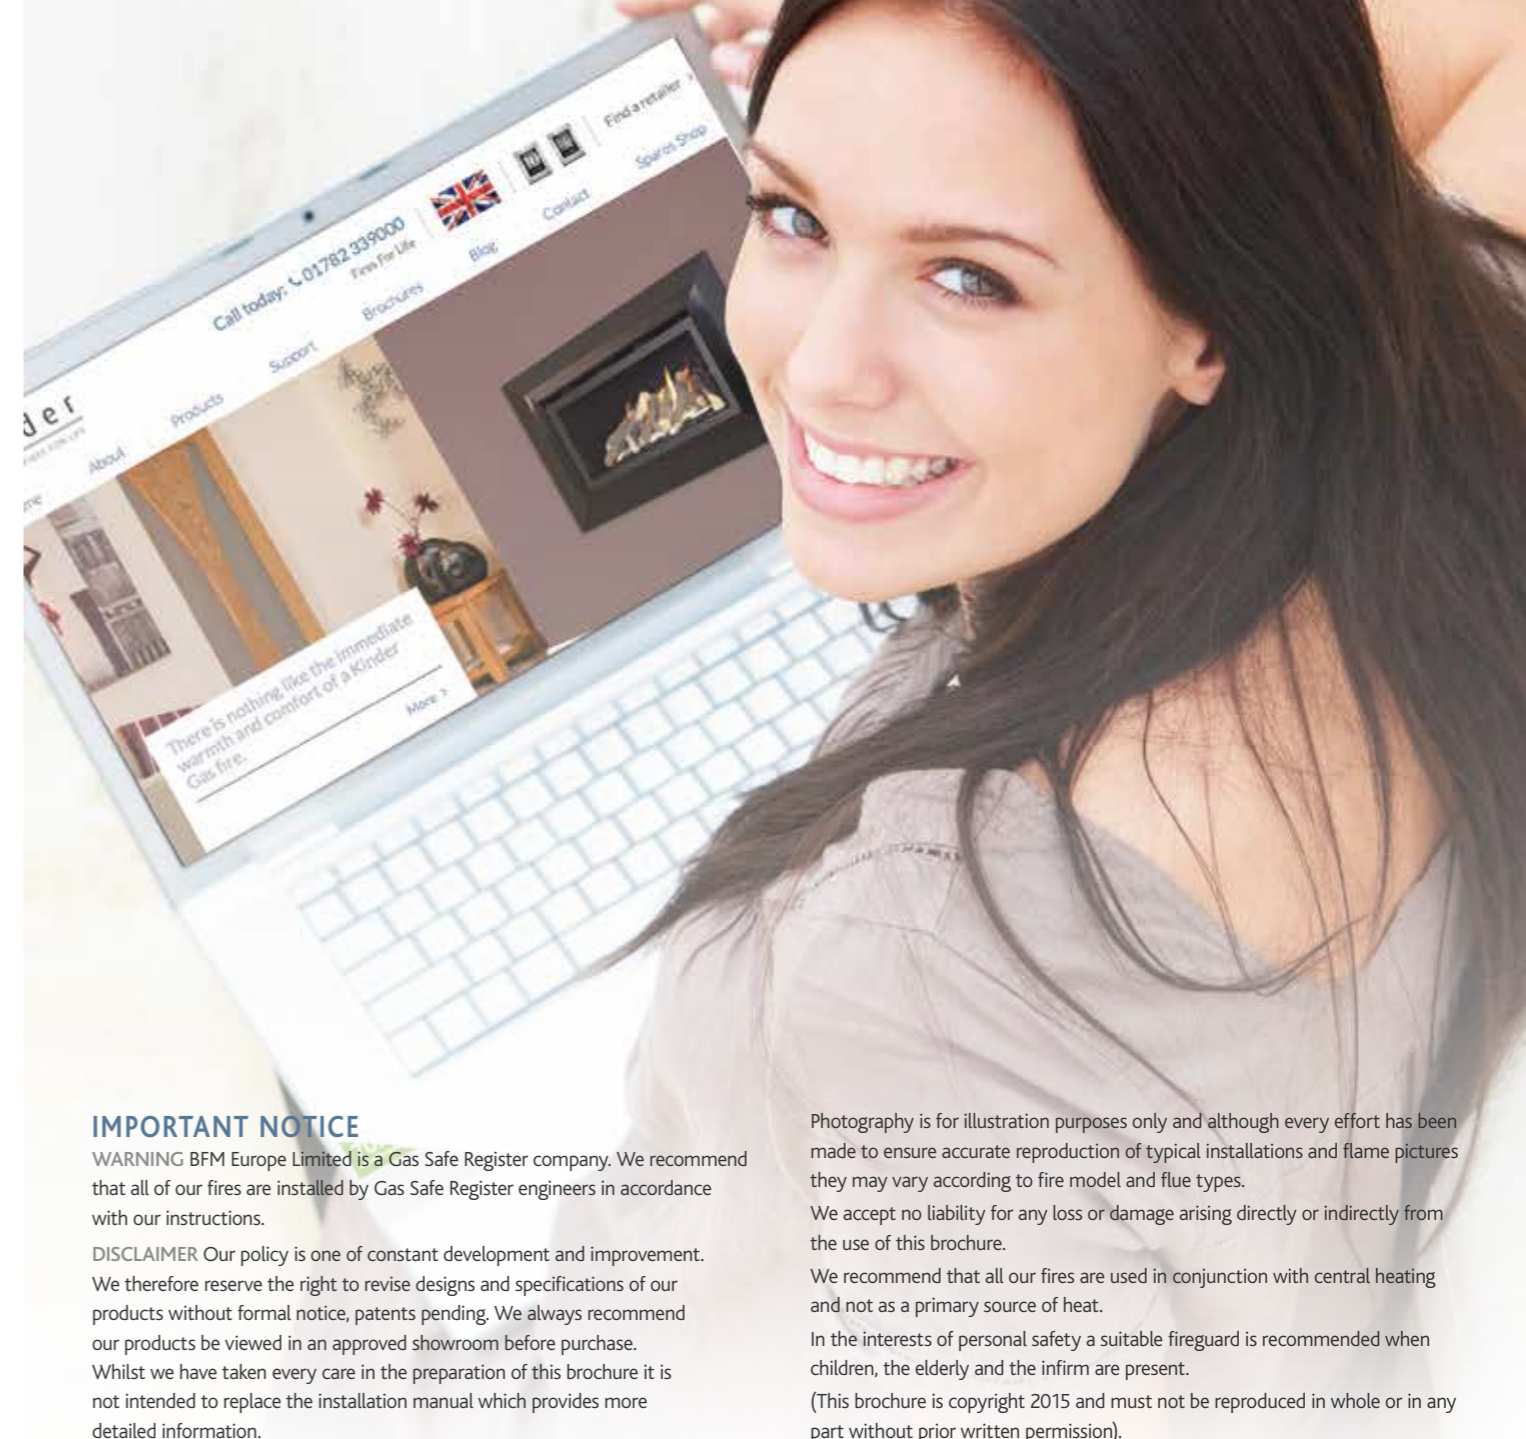 Find a retailer >
Call today: 01782 339000
Fires For Life
Spares Shop
Contact
Blog
Brochures
Support
Products
About
der
There is nothing like the immediate
warmth and comfort of a Kinder
Gas fire.
More >
IMPORTANT NOTICE
WARNING BFM Europe Limited is a Gas Safe Register company. We recommend
that all of our fires are installed by Gas Safe Register engineers in accordance
with our instructions.
DISCLAIMER Our policy is one of constant development and improvement.
We therefore reserve the right to revise designs and specifications of our
products without formal notice, patents pending. We always recommend
our products be viewed in an approved showroom before purchase.
Whilst we have taken every care in the preparation of this brochure it is
not intended to replace the installation manual which provides more
detailed information.
Photography is for illustration purposes only and although every effort has been
made to ensure accurate reproduction of typical installations and flame pictures
they may vary according to fire model and flue types.
We accept no liability for any loss or damage arising directly or indirectly from
the use of this brochure.
We recommend that all our fires are used in conjunction with central heating
and not as a primary source of heat.
In the interests of personal safety a suitable fireguard is recommended when
children, the elderly and the infirm are present.
(This brochure is copyright 2015 and must not be reproduced in whole or in any
part without prior written permission).